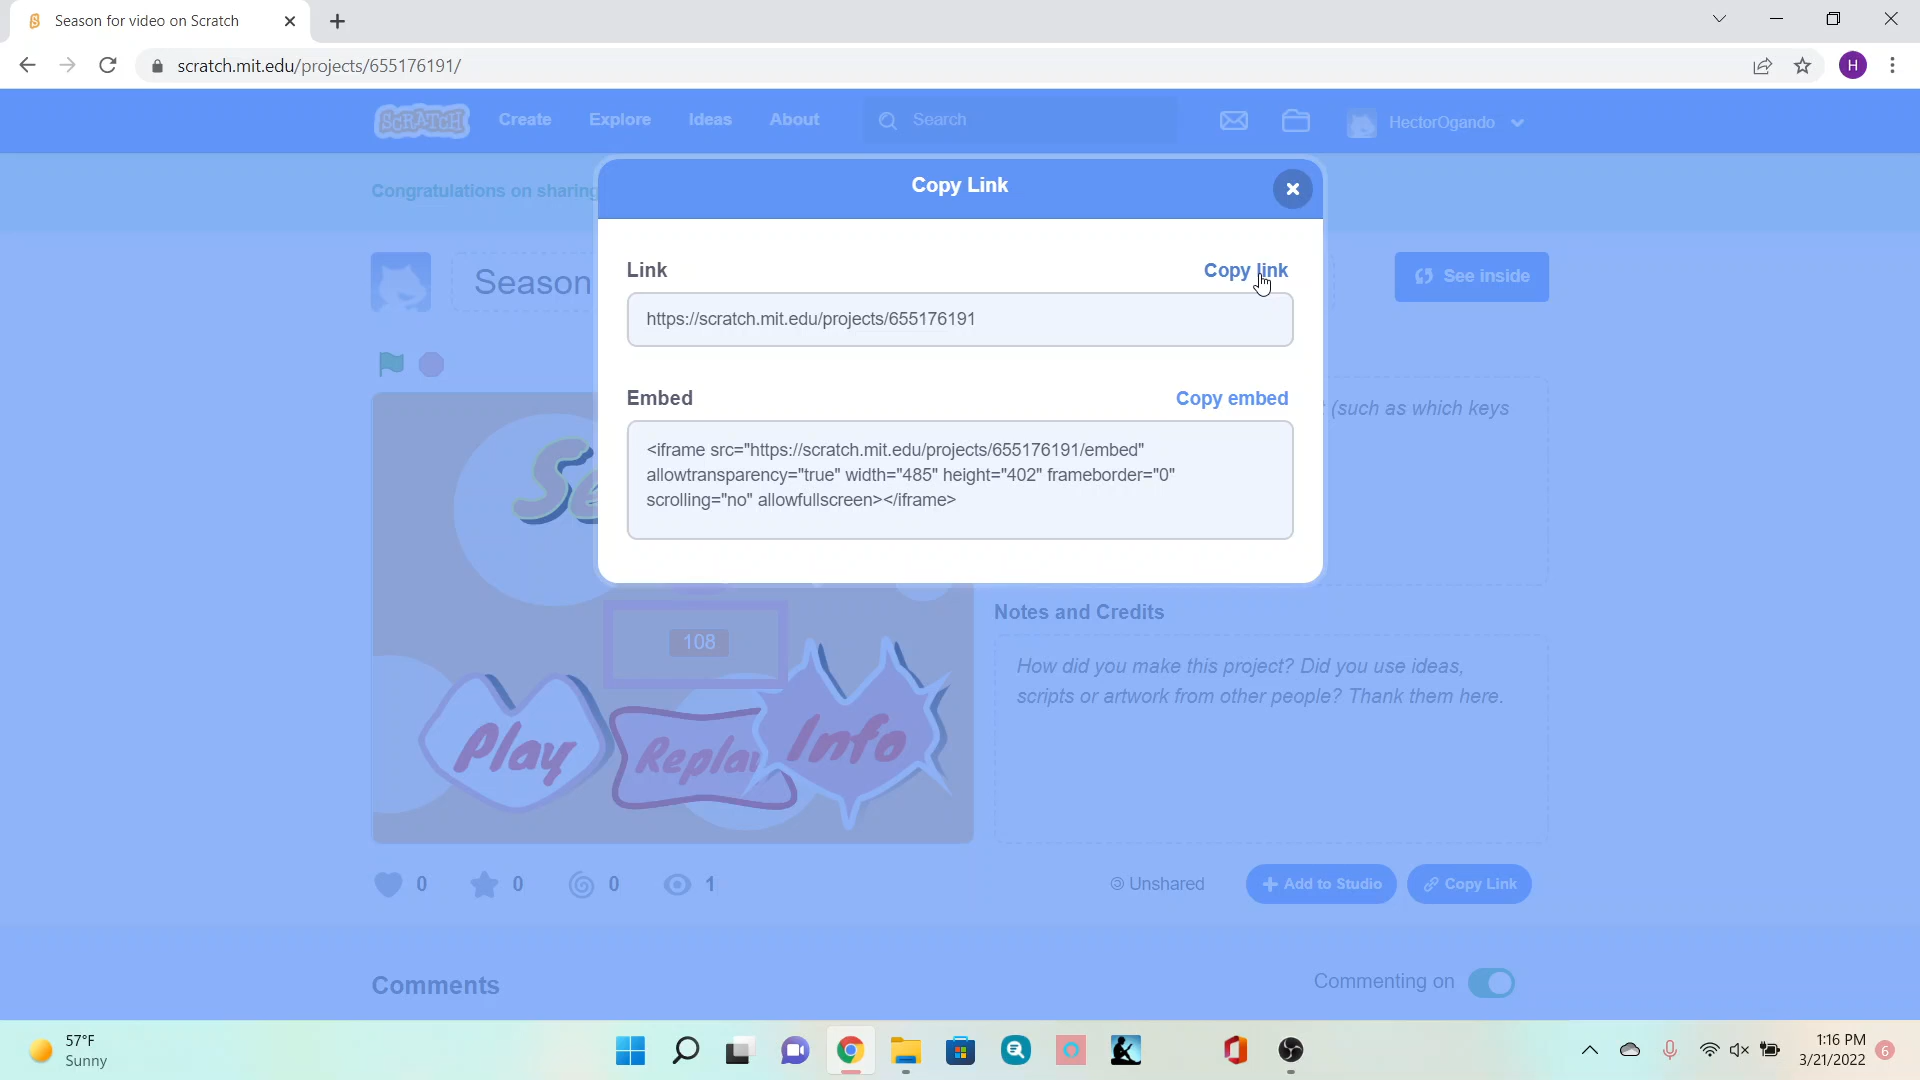 Season for video on Scratch
scratch.mit.edu/projects/655176191/
H
SCRATCH
Create
Explore
Ideas
About
Search
HectorOgando
Congratulations on sharing
Copy Link
Season
See inside
Link
Copy link
https://scratch.mit.edu/projects/655176191
Embed
Copy embed
(such as which keys
<iframe src="https://scratch.mit.edu/projects/655176191/embed"
allowtransparency="true" width="485" height="402" frameborder="0"
scrolling="no" allowfullscreen></iframe>
Se
Notes and Credits
108
How did you make this project? Did you use ideas,
scripts or artwork from other people? Thank them here.
Play
Replay
Info
0
0
0
1
Unshared
Add to Studio
Copy Link
Comments
Commenting on
57°F
Sunny
1:16 PM
3/21/2022
6